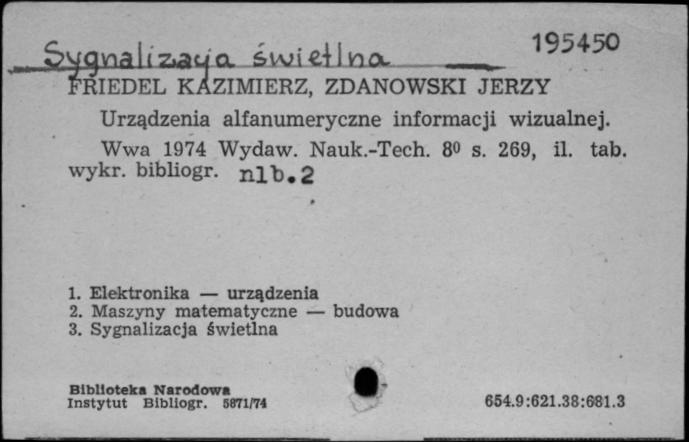 Sygnalizacja świetlna 195450
FRIEDEL KAZIMIERZ, ZDANOWSKI JERZY
Urządzenia alfanumeryczne informacji wizualnej.
Wwa 1974 Wydaw. Nauk.-Tech. 8⁰ s. 269, il. tab.
wykr. bibliogr. nlb.2
1. Elektronika — urządzenia
2. Maszyny matematyczne — budowa
3. Sygnalizacja świetlna
Biblioteka Narodowa
Instytut Bibliogr. 5871/74 654.9:621.38:681.3